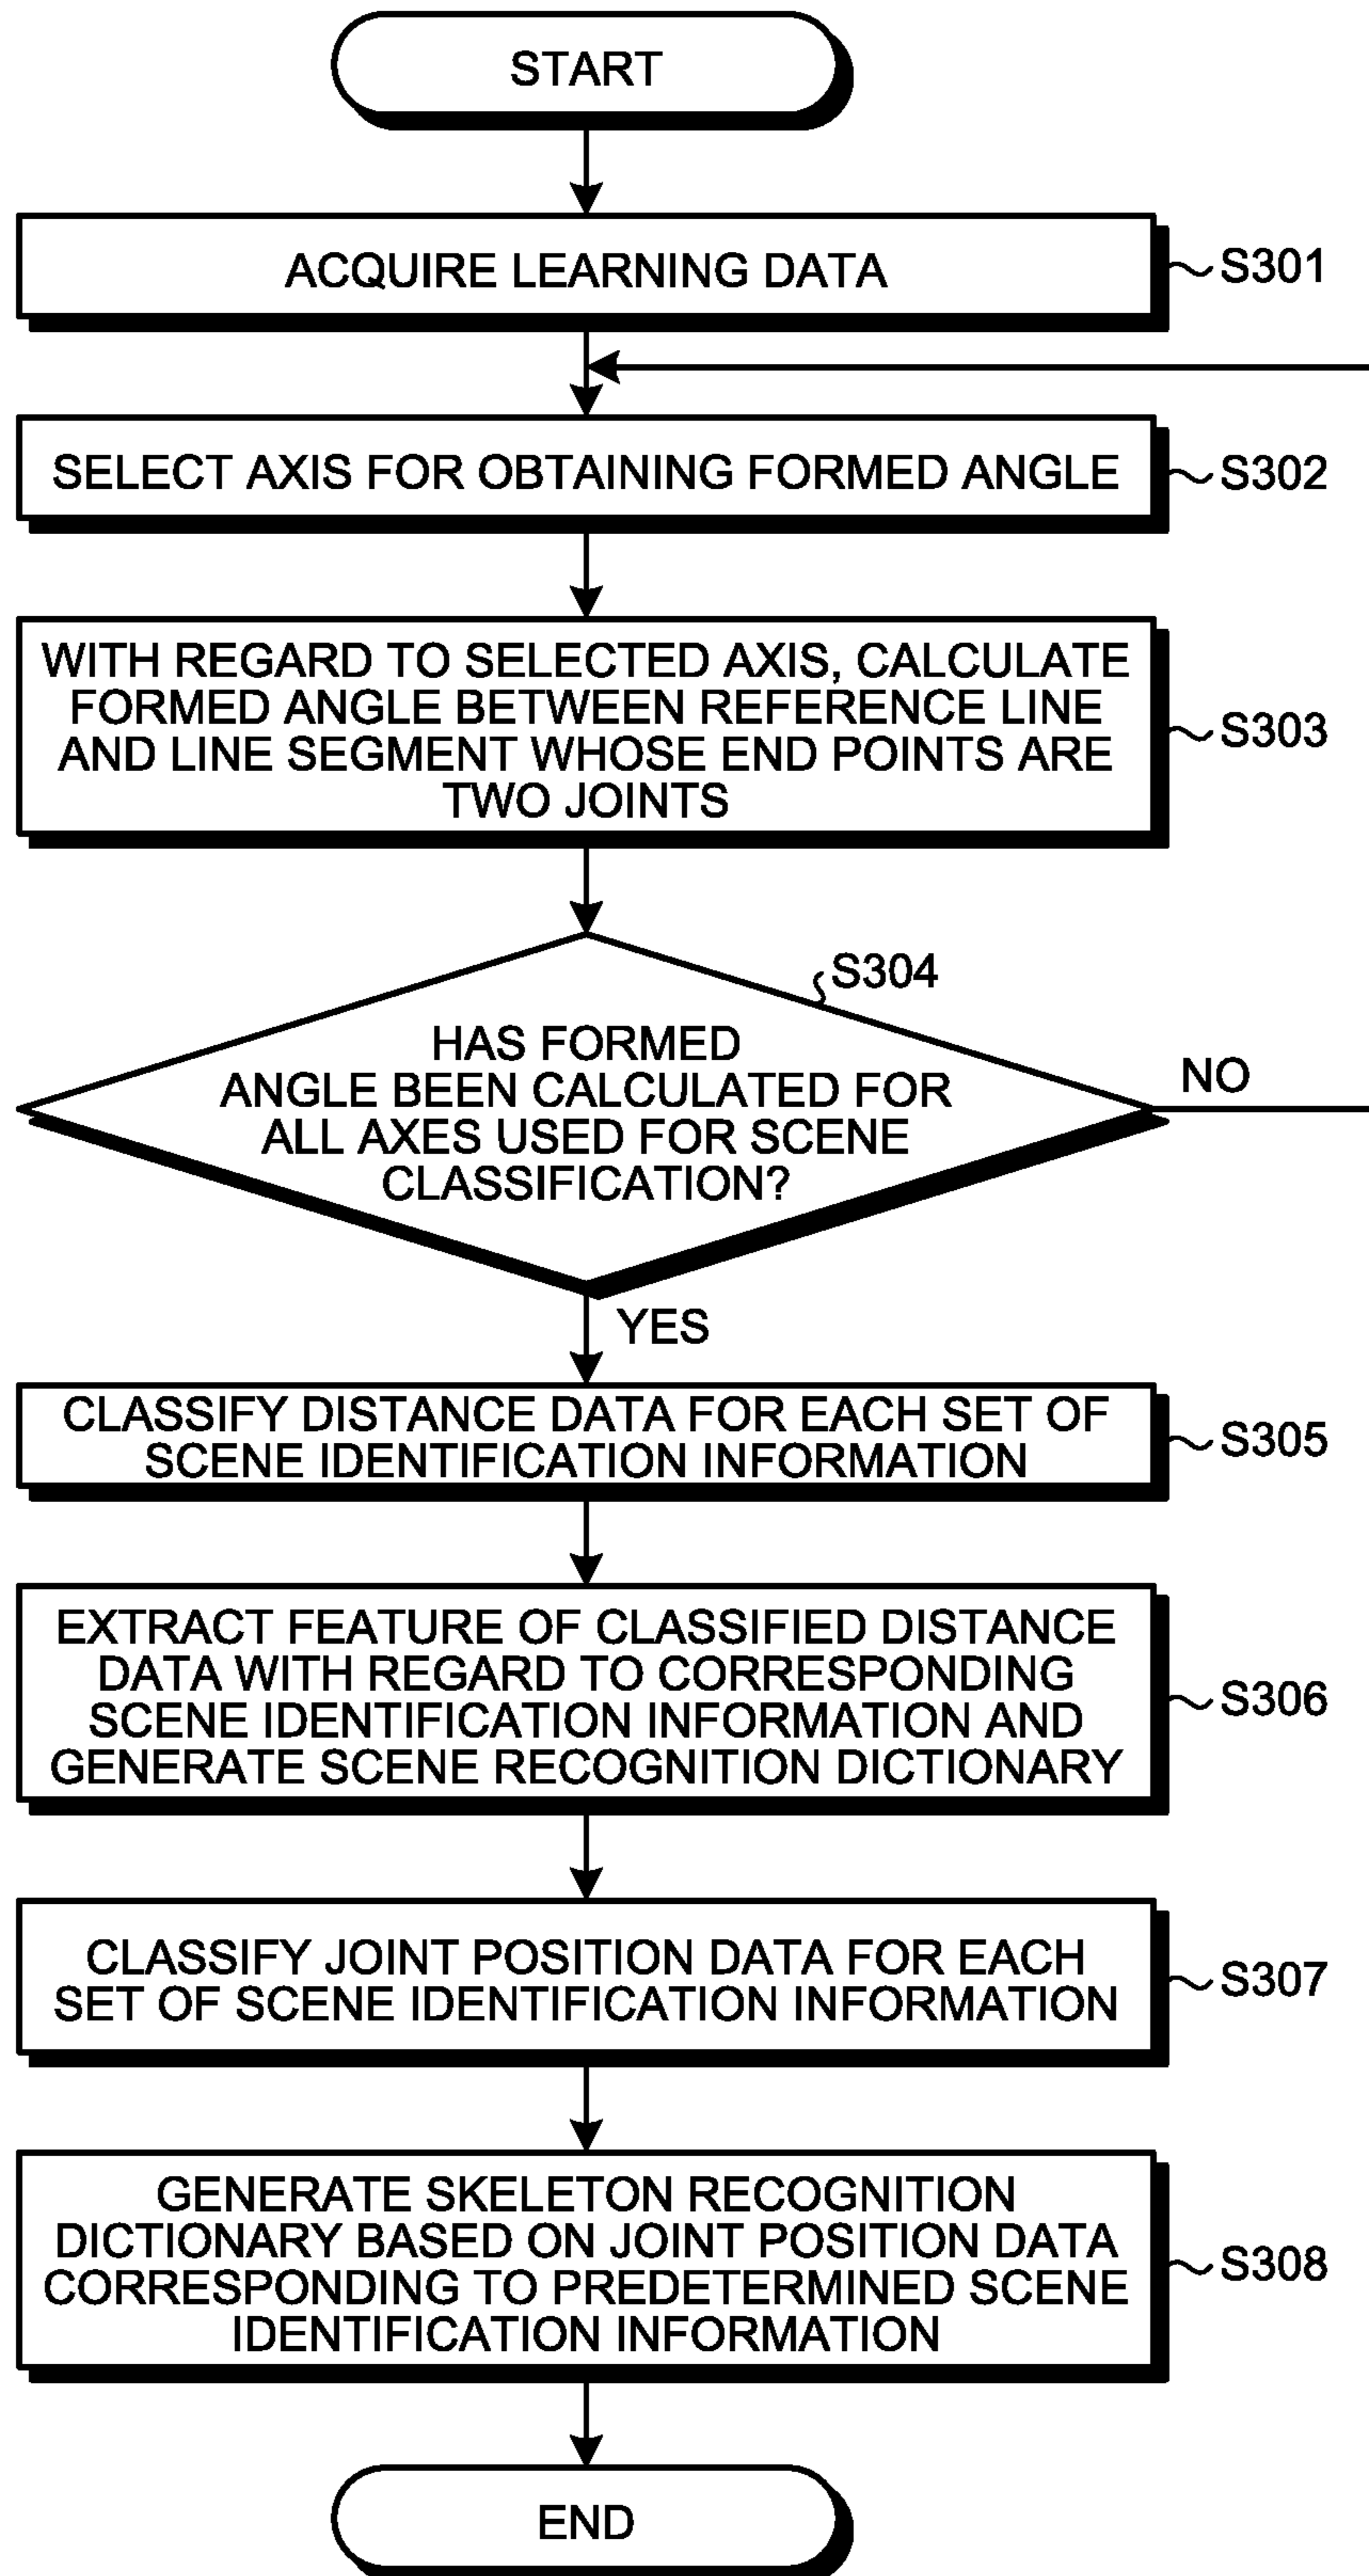 START
ACQUIRE LEARNING DATA
S301
SELECT AXIS FOR OBTAINING FORMED ANGLE
S302
WITH REGARD TO SELECTED AXIS, CALCULATE
FORMED ANGLE BETWEEN REFERENCE LINE
AND LINE SEGMENT WHOSE END POINTS ARE
TWO JOINTS
S303
S304
HAS FORMED
ANGLE BEEN CALCULATED FOR
ALL AXES USED FOR SCENE
CLASSIFICATION?
NO
YES
CLASSIFY DISTANCE DATA FOR EACH SET OF
SCENE IDENTIFICATION INFORMATION
S305
EXTRACT FEATURE OF CLASSIFIED DISTANCE
DATA WITH REGARD TO CORRESPONDING
SCENE IDENTIFICATION INFORMATION AND
GENERATE SCENE RECOGNITION DICTIONARY
S306
CLASSIFY JOINT POSITION DATA FOR EACH
SET OF SCENE IDENTIFICATION INFORMATION
S307
GENERATE SKELETON RECOGNITION
DICTIONARY BASED ON JOINT POSITION DATA
CORRESPONDING TO PREDETERMINED SCENE
IDENTIFICATION INFORMATION
S308
END